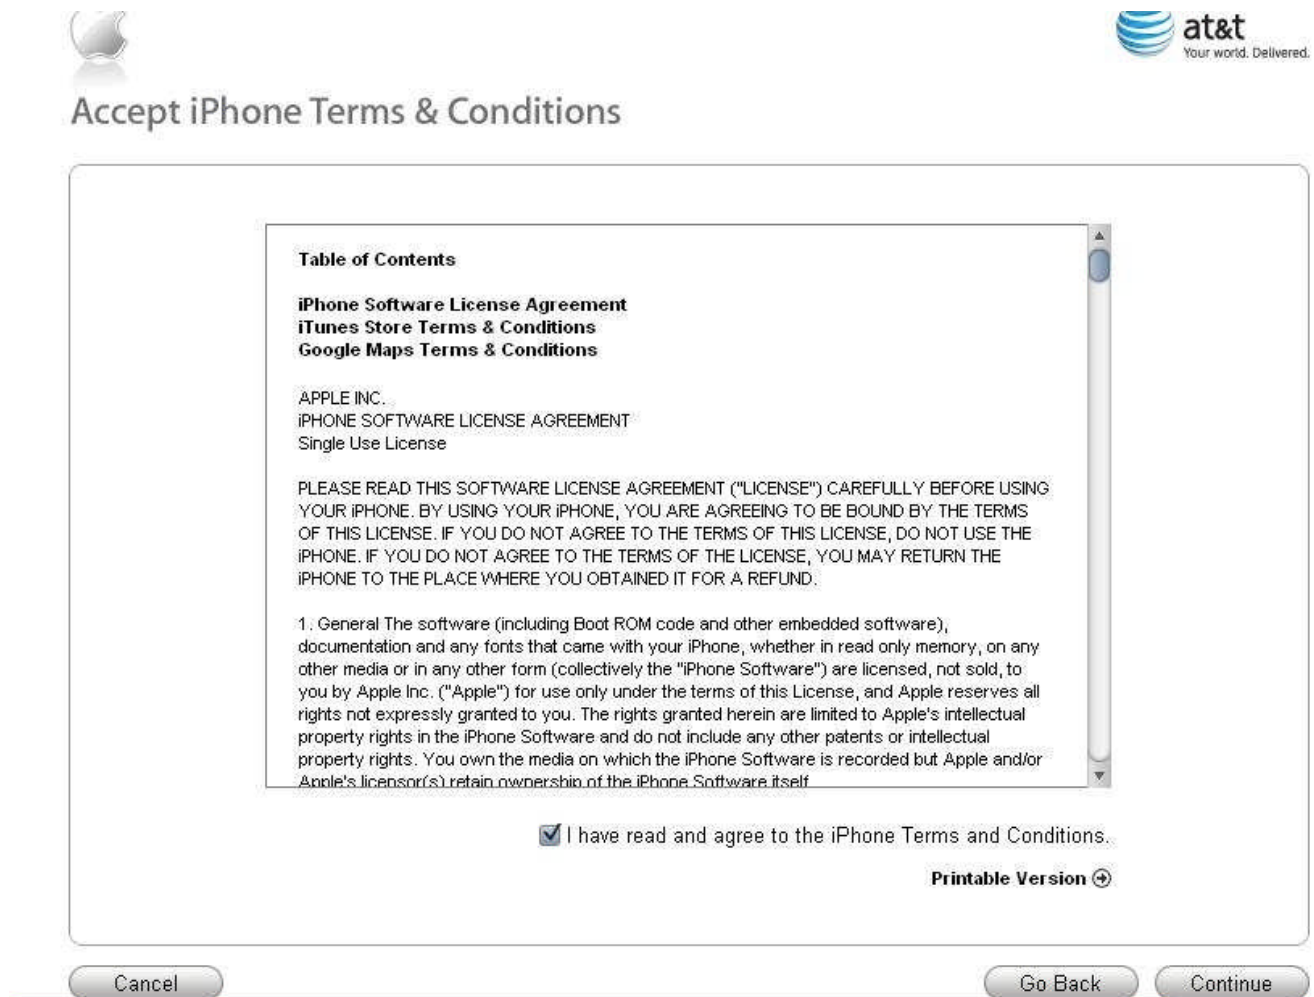 at&t
Your world. Delivered.
Accept iPhone Terms & Conditions
Table of Contents
iPhone Software License Agreement
iTunes Store Terms & Conditions
Google Maps Terms & Conditions
APPLE INC.
iPHONE SOFTWARE LICENSE AGREEMENT
Single Use License
PLEASE READ THIS SOFTWARE LICENSE AGREEMENT ("LICENSE") CAREFULLY BEFORE USING
YOUR iPHONE. BY USING YOUR iPHONE, YOU ARE AGREEING TO BE BOUND BY THE TERMS
OF THIS LICENSE. IF YOU DO NOT AGREE TO THE TERMS OF THIS LICENSE, DO NOT USE THE
iPHONE. IF YOU DO NOT AGREE TO THE TERMS OF THE LICENSE, YOU MAY RETURN THE
iPHONE TO THE PLACE WHERE YOU OBTAINED IT FOR A REFUND.
1. General The software (including Boot ROM code and other embedded software),
documentation and any fonts that came with your iPhone, whether in read only memory, on any
other media or in any other form (collectively the "iPhone Software") are licensed, not sold, to
you by Apple Inc. ("Apple") for use only under the terms of this License, and Apple reserves all
rights not expressly granted to you. The rights granted herein are limited to Apple's intellectual
property rights in the iPhone Software and do not include any other patents or intellectual
property rights. You own the media on which the iPhone Software is recorded but Apple and/or
Apple's licensor(s) retain ownership of the iPhone Software itself
I have read and agree to the iPhone Terms and Conditions.
Printable Version
Cancel
Go Back
Continue